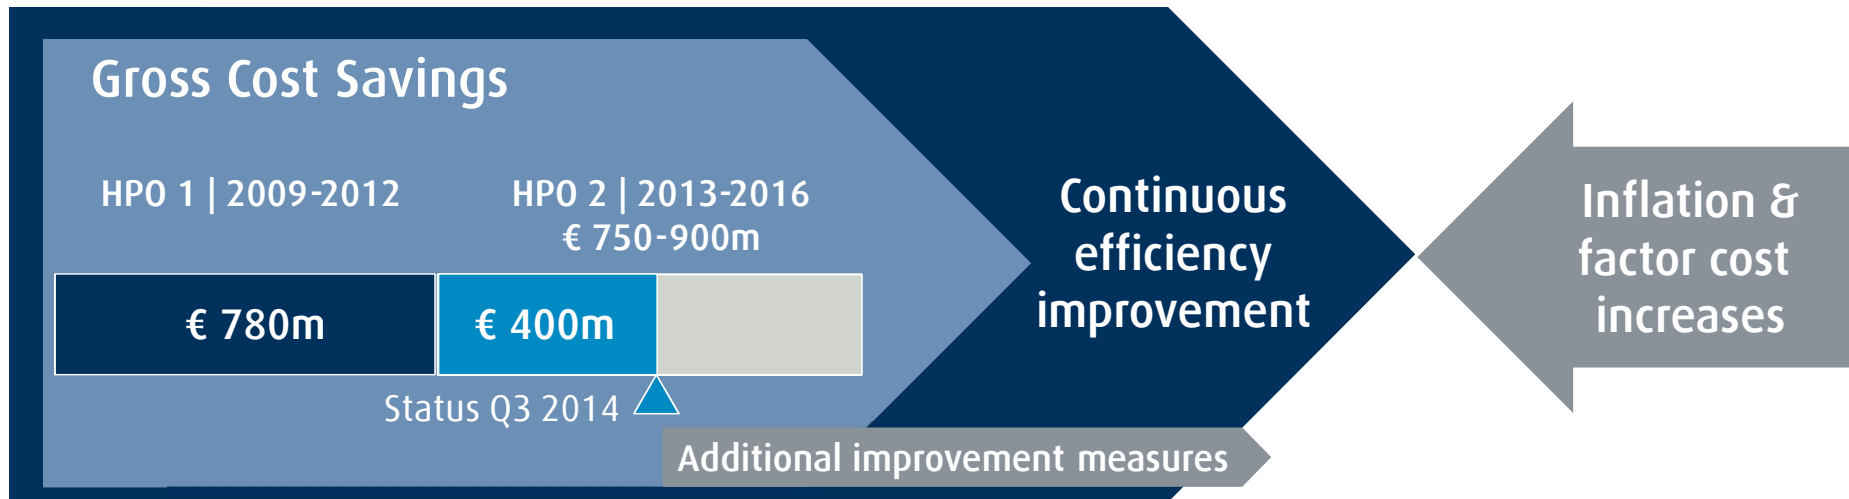 Gross Cost Savings
HPO 1 | 2009-2012
HPO 2 | 2013-2016
€ 750-900m
€ 780m
€ 400m
Status Q3 2014
Additional improvement measures
Continuous
efficiency
improvement
Inflation &
factor cost
increases